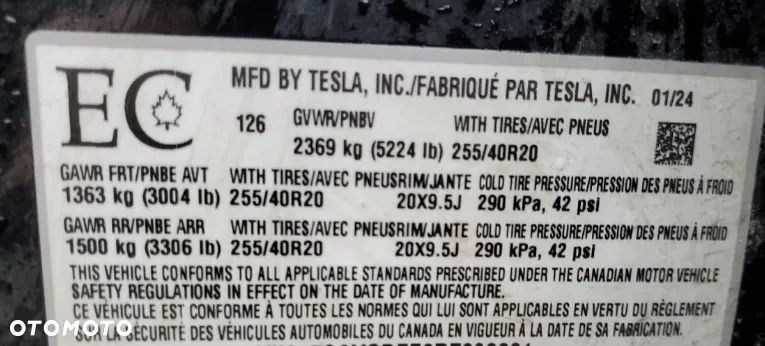 EC
MFD BY TESLA, INC./FABRIQUÉ PAR TESLA, INC. 01/24
126 GVWR/PNBV WITH TIRES/AVEC PNEUS
2369 kg (5224 lb) 255/40R20
GAWR FRT/PNBE AVT WITH TIRES/AVEC PNEUS RIM/JANTE COLD TIRE PRESSURE/PRESSION DES PNEUS À FROID
1363 kg (3004 lb) 255/40R20 20X9.5J 290 kPa, 42 psi
GAWR RR/PNBE ARR WITH TIRES/AVEC PNEUS RIM/JANTE COLD TIRE PRESSURE/PRESSION DES PNEUS À FROID
1500 kg (3306 lb) 255/40R20 20X9.5J 290 kPa, 42 psi
THIS VEHICLE CONFORMS TO ALL APPLICABLE STANDARDS PRESCRIBED UNDER THE CANADIAN MOTOR VEHICLE
SAFETY REGULATIONS IN EFFECT ON THE DATE OF MANUFACTURE.
CE VÉHICULE EST CONFORME À TOUTES LES NORMES QUI LUI SONT APPLICABLES EN VERTU DU RÈGLEMENT
SUR LA SÉCURITÉ DES VÉHICULES AUTOMOBILES DU CANADA EN VIGUEUR À LA DATE DE SA FABRICATION.
OTOMOTO